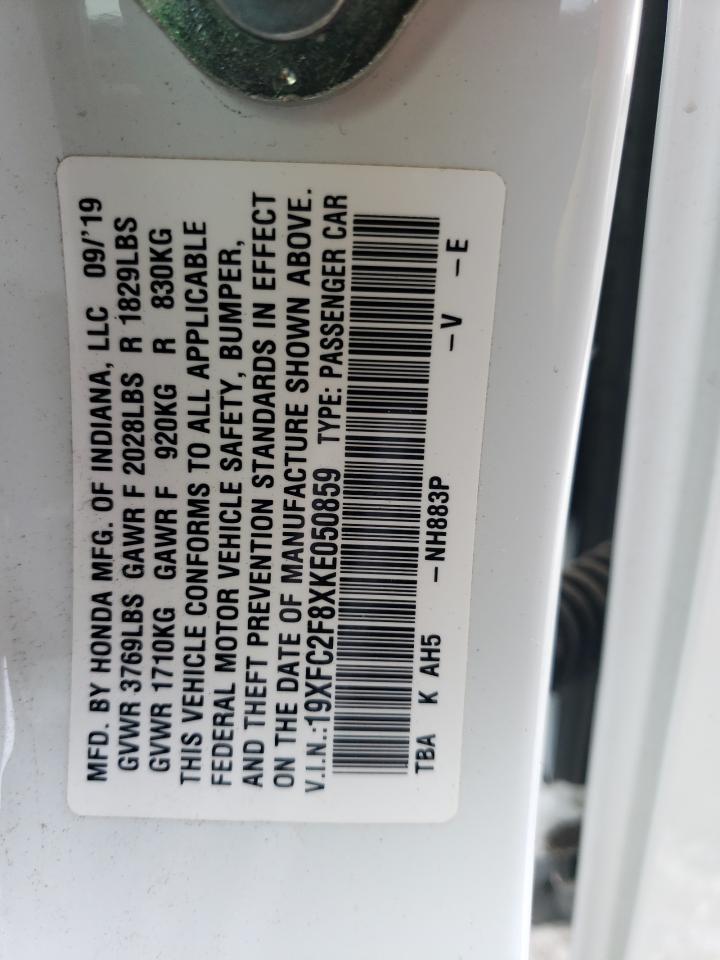 MFD. BY HONDA MFG. OF INDIANA, LLC 09/'19
GVWR 3769LBS GAWR F 2028LBS R 1829LBS
GVWR 1710KG GAWR F 920KG R 830KG
THIS VEHICLE CONFORMS TO ALL APPLICABLE
FEDERAL MOTOR VEHICLE SAFETY, BUMPER,
AND THEFT PREVENTION STANDARDS IN EFFECT
ON THE DATE OF MANUFACTURE SHOWN ABOVE.
V.I.N.:19XFC2F8XKE050859 TYPE: PASSENGER CAR
TBA K AH5 -NH883P -V -E